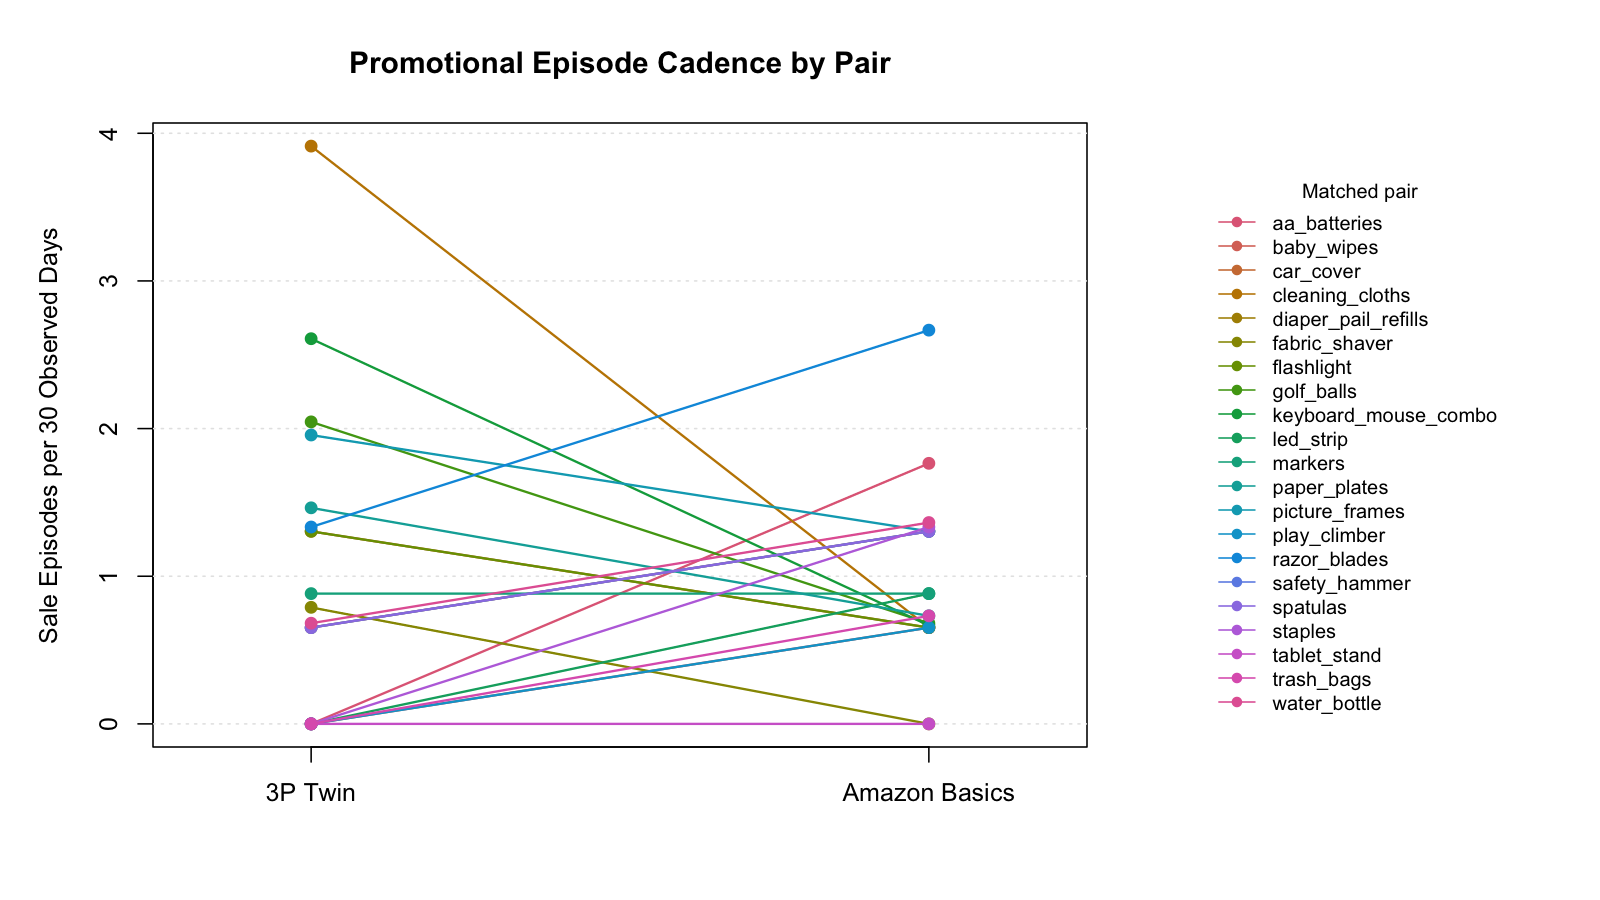 Promotional Episode Cadence by Pair
Sale Episodes per 30 Observed Days
4
3
2
1
0
3P Twin
Amazon Basics
Matched pair
aa_batteries
baby_wipes
car_cover
cleaning_cloths
diaper_pail_refills
fabric_shaver
flashlight
golf_balls
keyboard_mouse_combo
led_strip
markers
paper_plates
picture_frames
play_climber
razor_blades
safety_hammer
spatulas
staples
tablet_stand
trash_bags
water_bottle